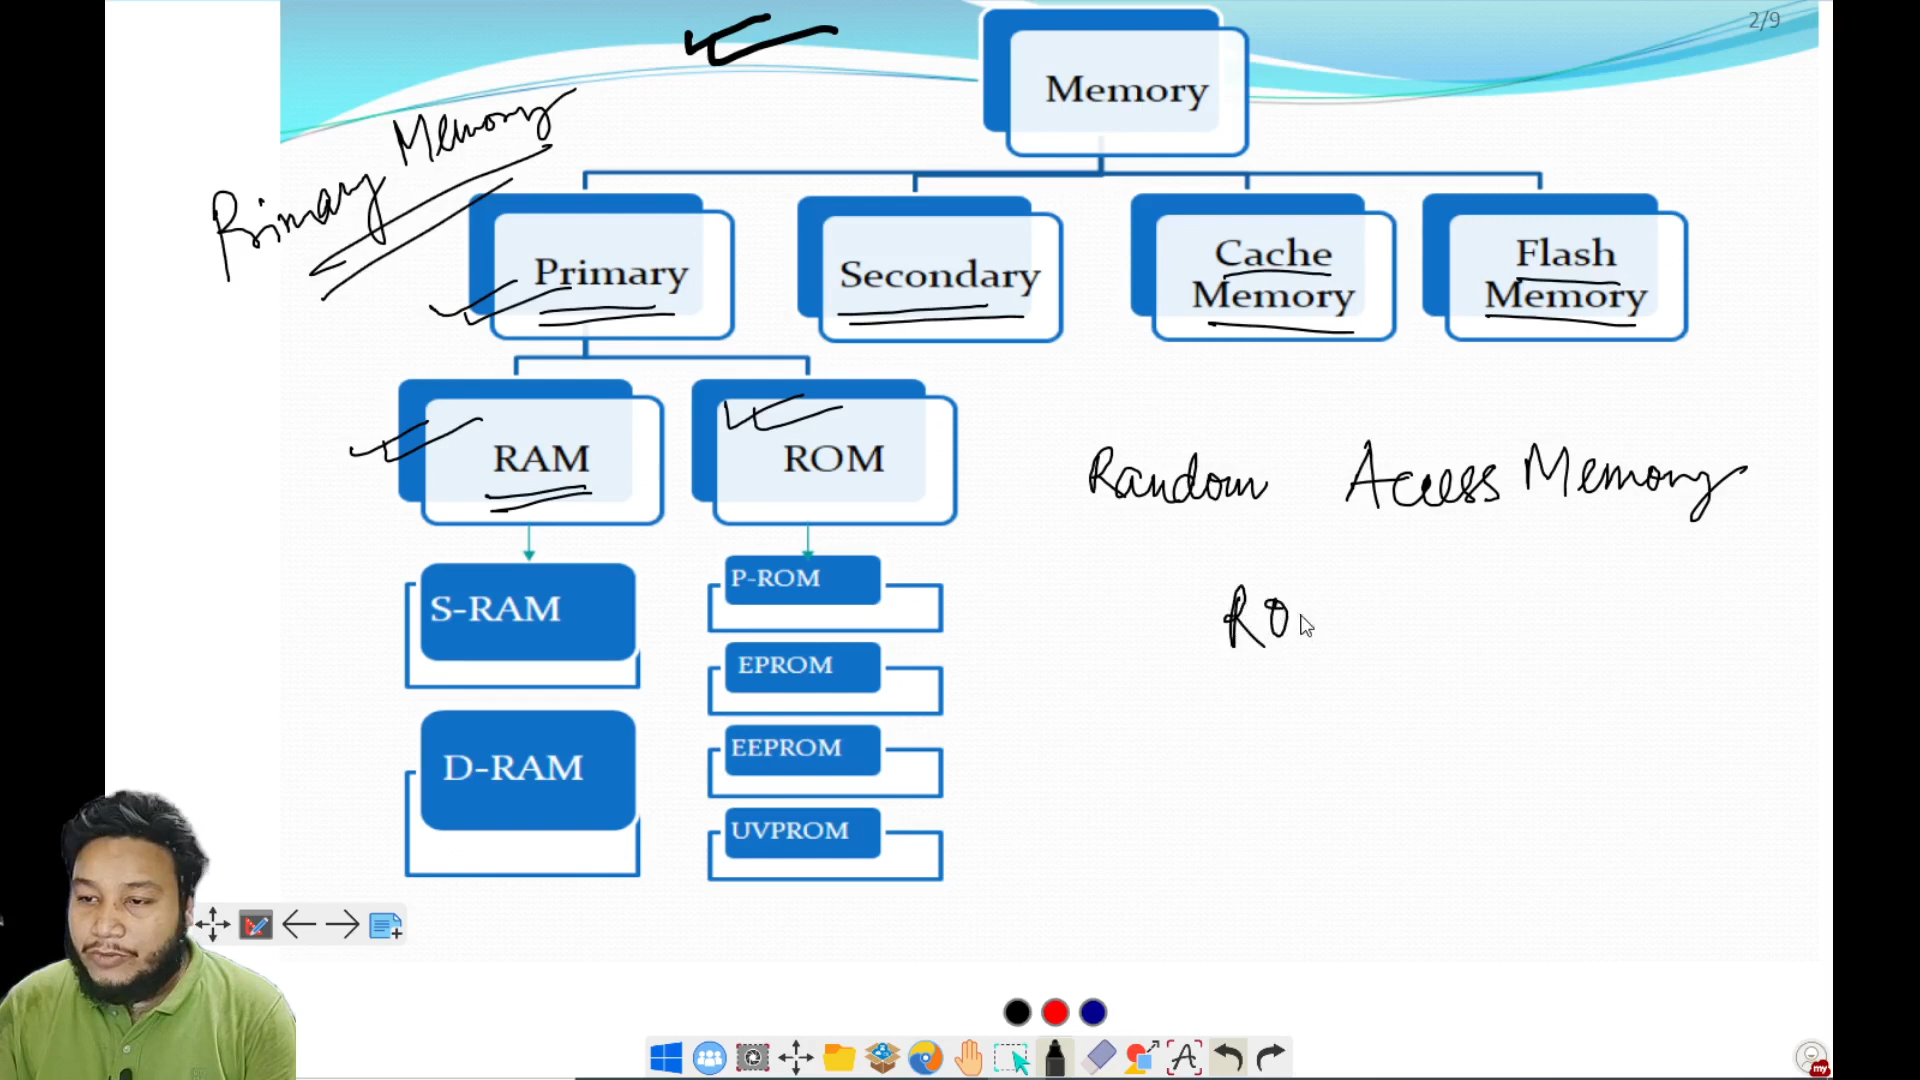 2/9
Memory
Primary Memory
Primary
Secondary
Cache
Memory
Flash
Memory
RAM
ROM
Random Access Memory
S-RAM
P-ROM
RO
EPROM
EEPROM
D-RAM
UVPROM
A
my